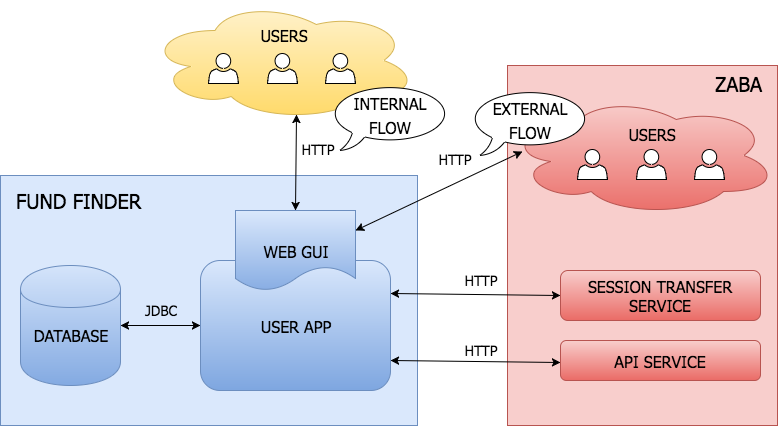 USERS
INTERNAL
FLOW
HTTP
EXTERNAL
FLOW
HTTP
ZABA
USERS
FUND FINDER
WEB GUI
USER APP
DATABASE
JDBC
HTTP
SESSION TRANSFER
SERVICE
HTTP
API SERVICE